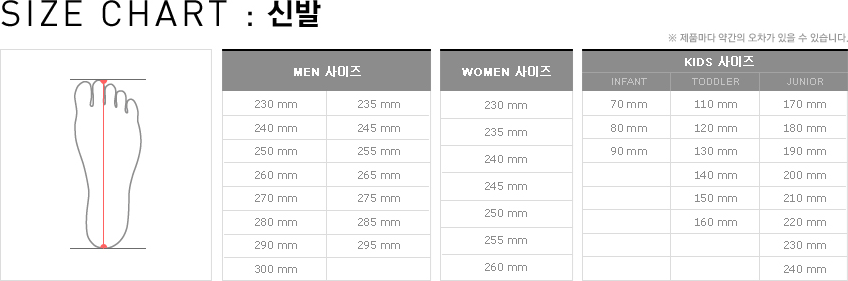 SIZE CHART : 신발
※ 제품마다 약간의 오차가 있을 수 있습니다.
MEN 사이즈
230 mm 235 mm
240 mm 245 mm
250 mm 255 mm
260 mm 265 mm
270 mm 275 mm
280 mm 285 mm
290 mm 295 mm
300 mm
WOMEN 사이즈
230 mm
235 mm
240 mm
245 mm
250 mm
255 mm
260 mm
KIDS 사이즈
INFANT TODDLER JUNIOR
70 mm 110 mm 170 mm
80 mm 120 mm 180 mm
90 mm 130 mm 190 mm
140 mm 200 mm
150 mm 210 mm
160 mm 220 mm
230 mm
240 mm